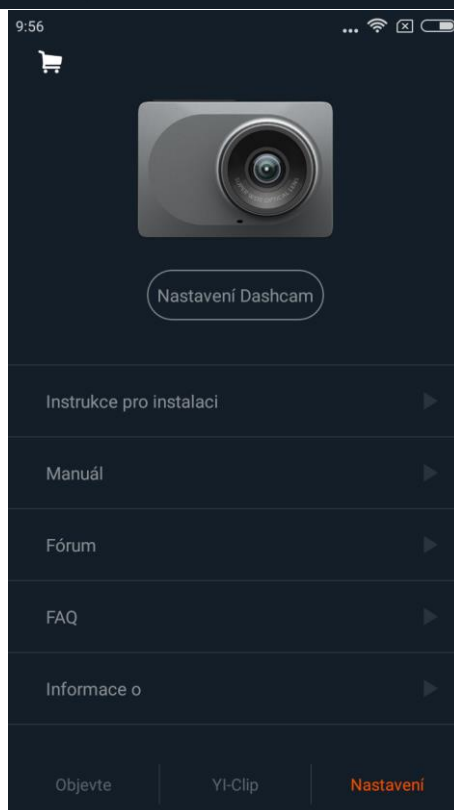 9:56
Nastavení Dashcam
Instrukce pro instalaci
Manuál
Fórum
FAQ
Informace o
Objevte
YI-Clip
Nastavení